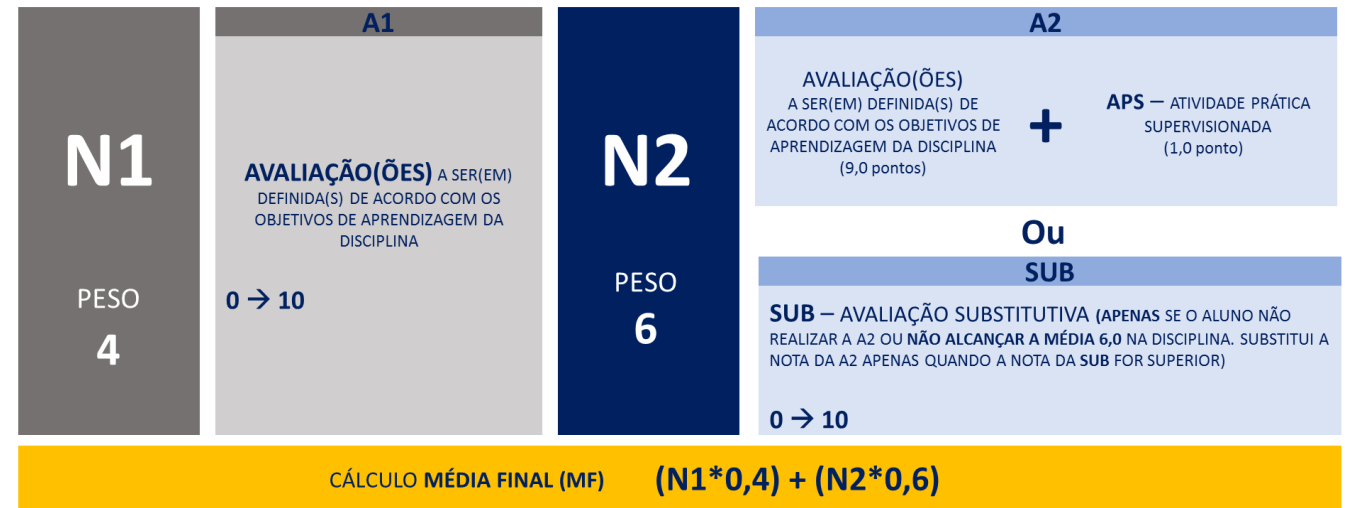 N1
PESO
4
A1
AVALIAÇÃO(ÕES) A SER(EM)
DEFINIDA(S) DE ACORDO COM OS
OBJETIVOS DE APRENDIZAGEM DA
DISCIPLINA
0 → 10
N2
PESO
6
A2
AVALIAÇÃO(ÕES)
A SER(EM) DEFINIDA(S) DE
ACORDO COM OS OBJETIVOS DE
APRENDIZAGEM DA DISCIPLINA
(9,0 pontos)
+
APS – ATIVIDADE PRÁTICA
SUPERVISIONADA
(1,0 ponto)
Ou
SUB
SUB – AVALIAÇÃO SUBSTITUTIVA (APENAS SE O ALUNO NÃO
REALIZAR A A2 OU NÃO ALCANÇAR A MÉDIA 6,0 NA DISCIPLINA. SUBSTITUI A
NOTA DA A2 APENAS QUANDO A NOTA DA SUB FOR SUPERIOR)
0 → 10
CÁLCULO MÉDIA FINAL (MF) (N1*0,4) + (N2*0,6)